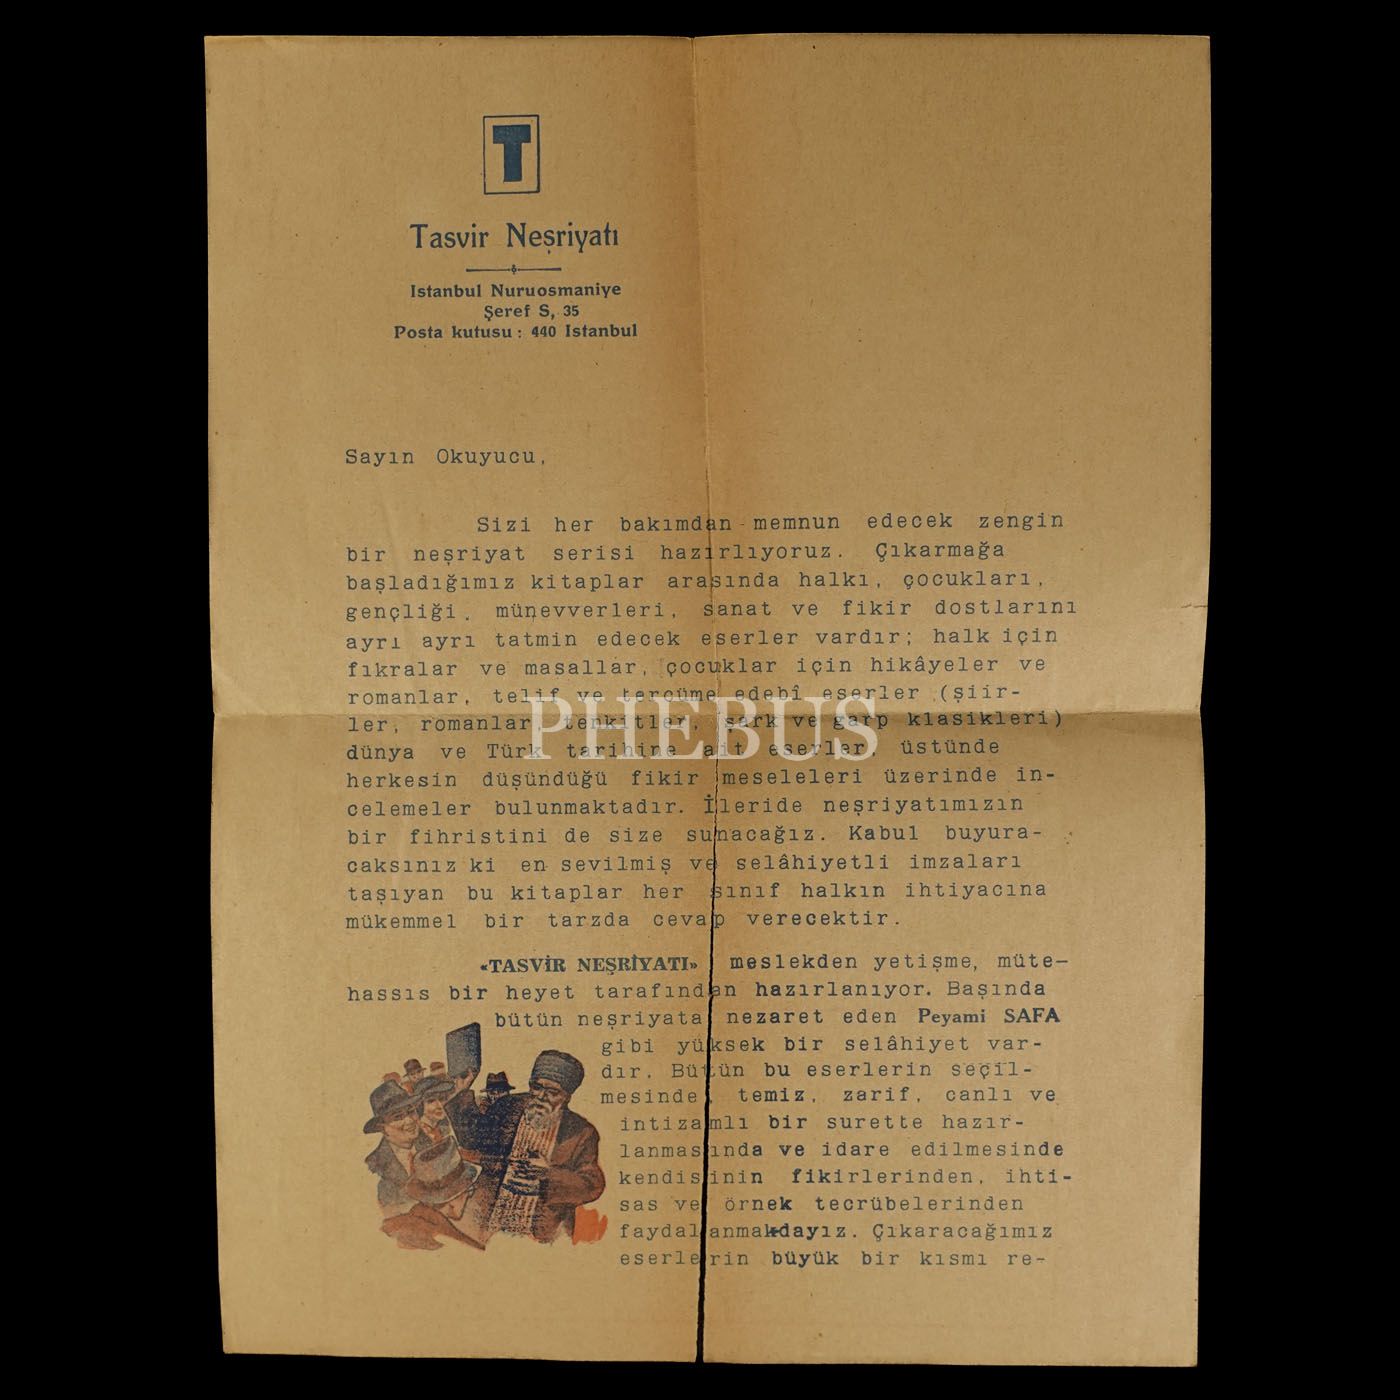 T
Tasvir Neşriyatı
Istanbul Nuruosmaniye
Şeref S, 35
Posta kutusu : 440 Istanbul
Sayın Okuyucu,
Sizi her bakımdan memnun edecek zengin
bir neşriyat serisi hazırlıyoruz. Çıkarmağa
başladığımız kitaplar arasında halkı, çocukları,
gençliği, münevverleri, sanat ve fikir dostlarını
ayrı ayrı tatmin edecek eserler vardır; halk için
fıkralar ve masallar, çocuklar için hikâyeler ve
romanlar, telif ve tercüme edebî eserler (şiir-
ler, romanlar, tenkitler, şark ve garp klasikleri)
PHEBUS
dünya ve Türk tarihine ait eserler, üstünde
herkesin düşündüğü fikir meseleleri üzerinde in-
celemeler bulunmaktadır. İleride neşriyatımızın
bir fihristini de size sunacağız. Kabul buyura-
caksınız ki en sevilmiş ve selâhiyetli imzaları
taşıyan bu kitaplar her sınıf halkın ihtiyacına
mükemmel bir tarzda cevap verecektir.
«TASVİR NEŞRİYATI» meslekden yetişme, müte-
hassıs bir heyet tarafından hazırlanıyor. Başında
bütün neşriyata nezaret eden Peyami SAFA
gibi yüksek bir selâhiyet var-
dır. Bütün bu eserlerin seçil-
mesinde, temiz, zarif, canlı ve
intizamlı bir surette hazır-
lanmasında ve idare edilmesinde
kendisinin fikirlerinden, ihti-
sas ve örnek tecrübelerinden
faydalanmakdayız. Çıkaracağımız
eserlerin büyük bir kısmı re-